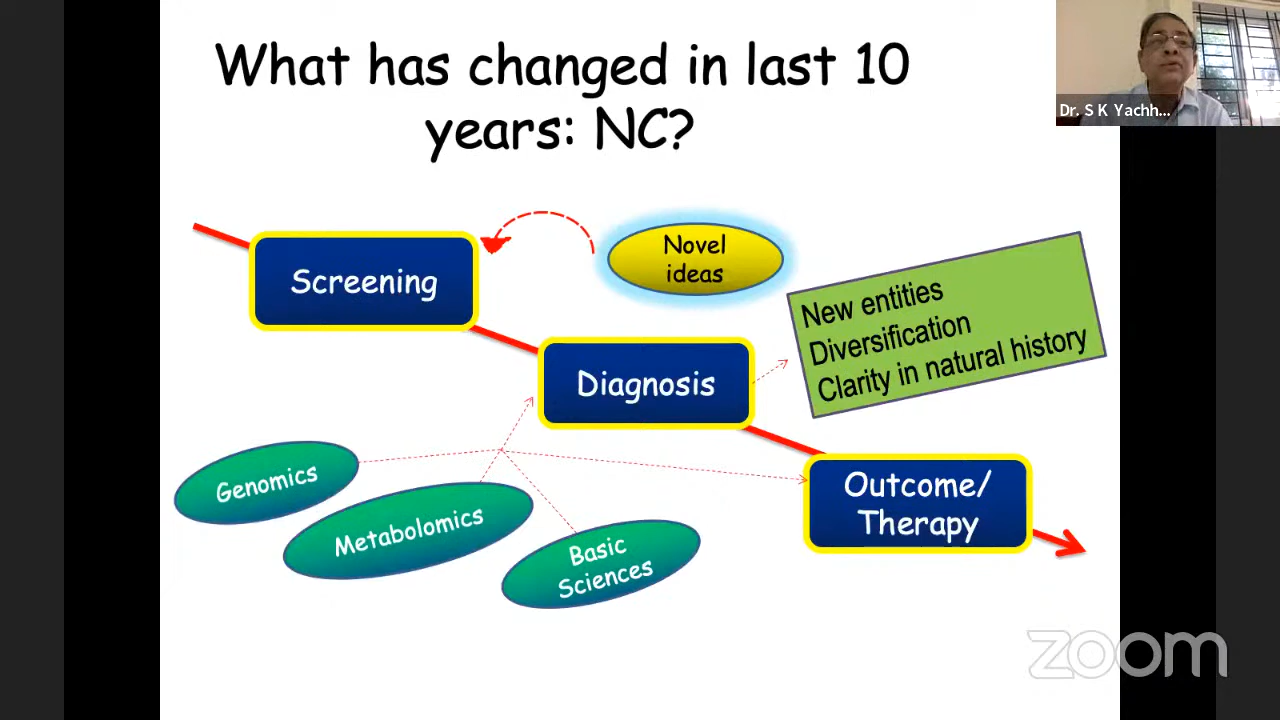 What has changed in last 10
years: NC?
Dr. S K Yachh...
Screening
Novel
ideas
New entities
Diversification
Clarity in natural history
Diagnosis
Genomics
Metabolomics
Basic
Sciences
Outcome/
Therapy
zoom